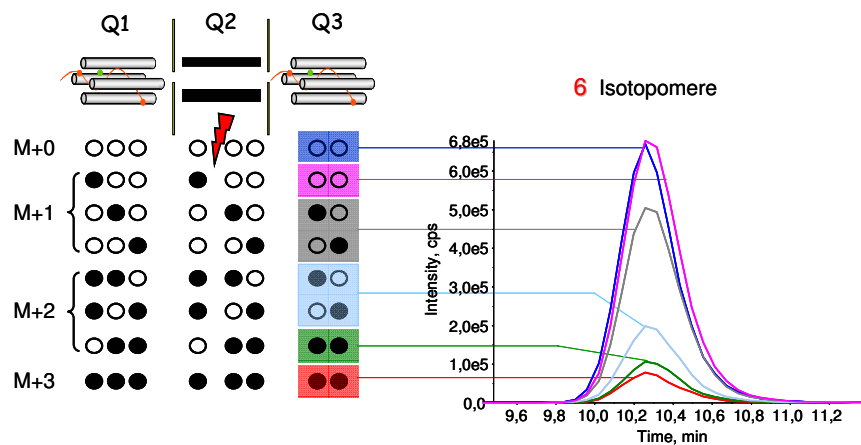 Q1 Q2 Q3
6 Isotopomere
M+0
M+1
M+2
M+3
Intensity, cps
6,8e5
6,0e5
5,0e5
4,0e5
3,0e5
2,0e5
1,0e5
0,0
9,6 9,8 10,0 10,2 10,4 10,6 10,8 11,0 11,2
Time, min